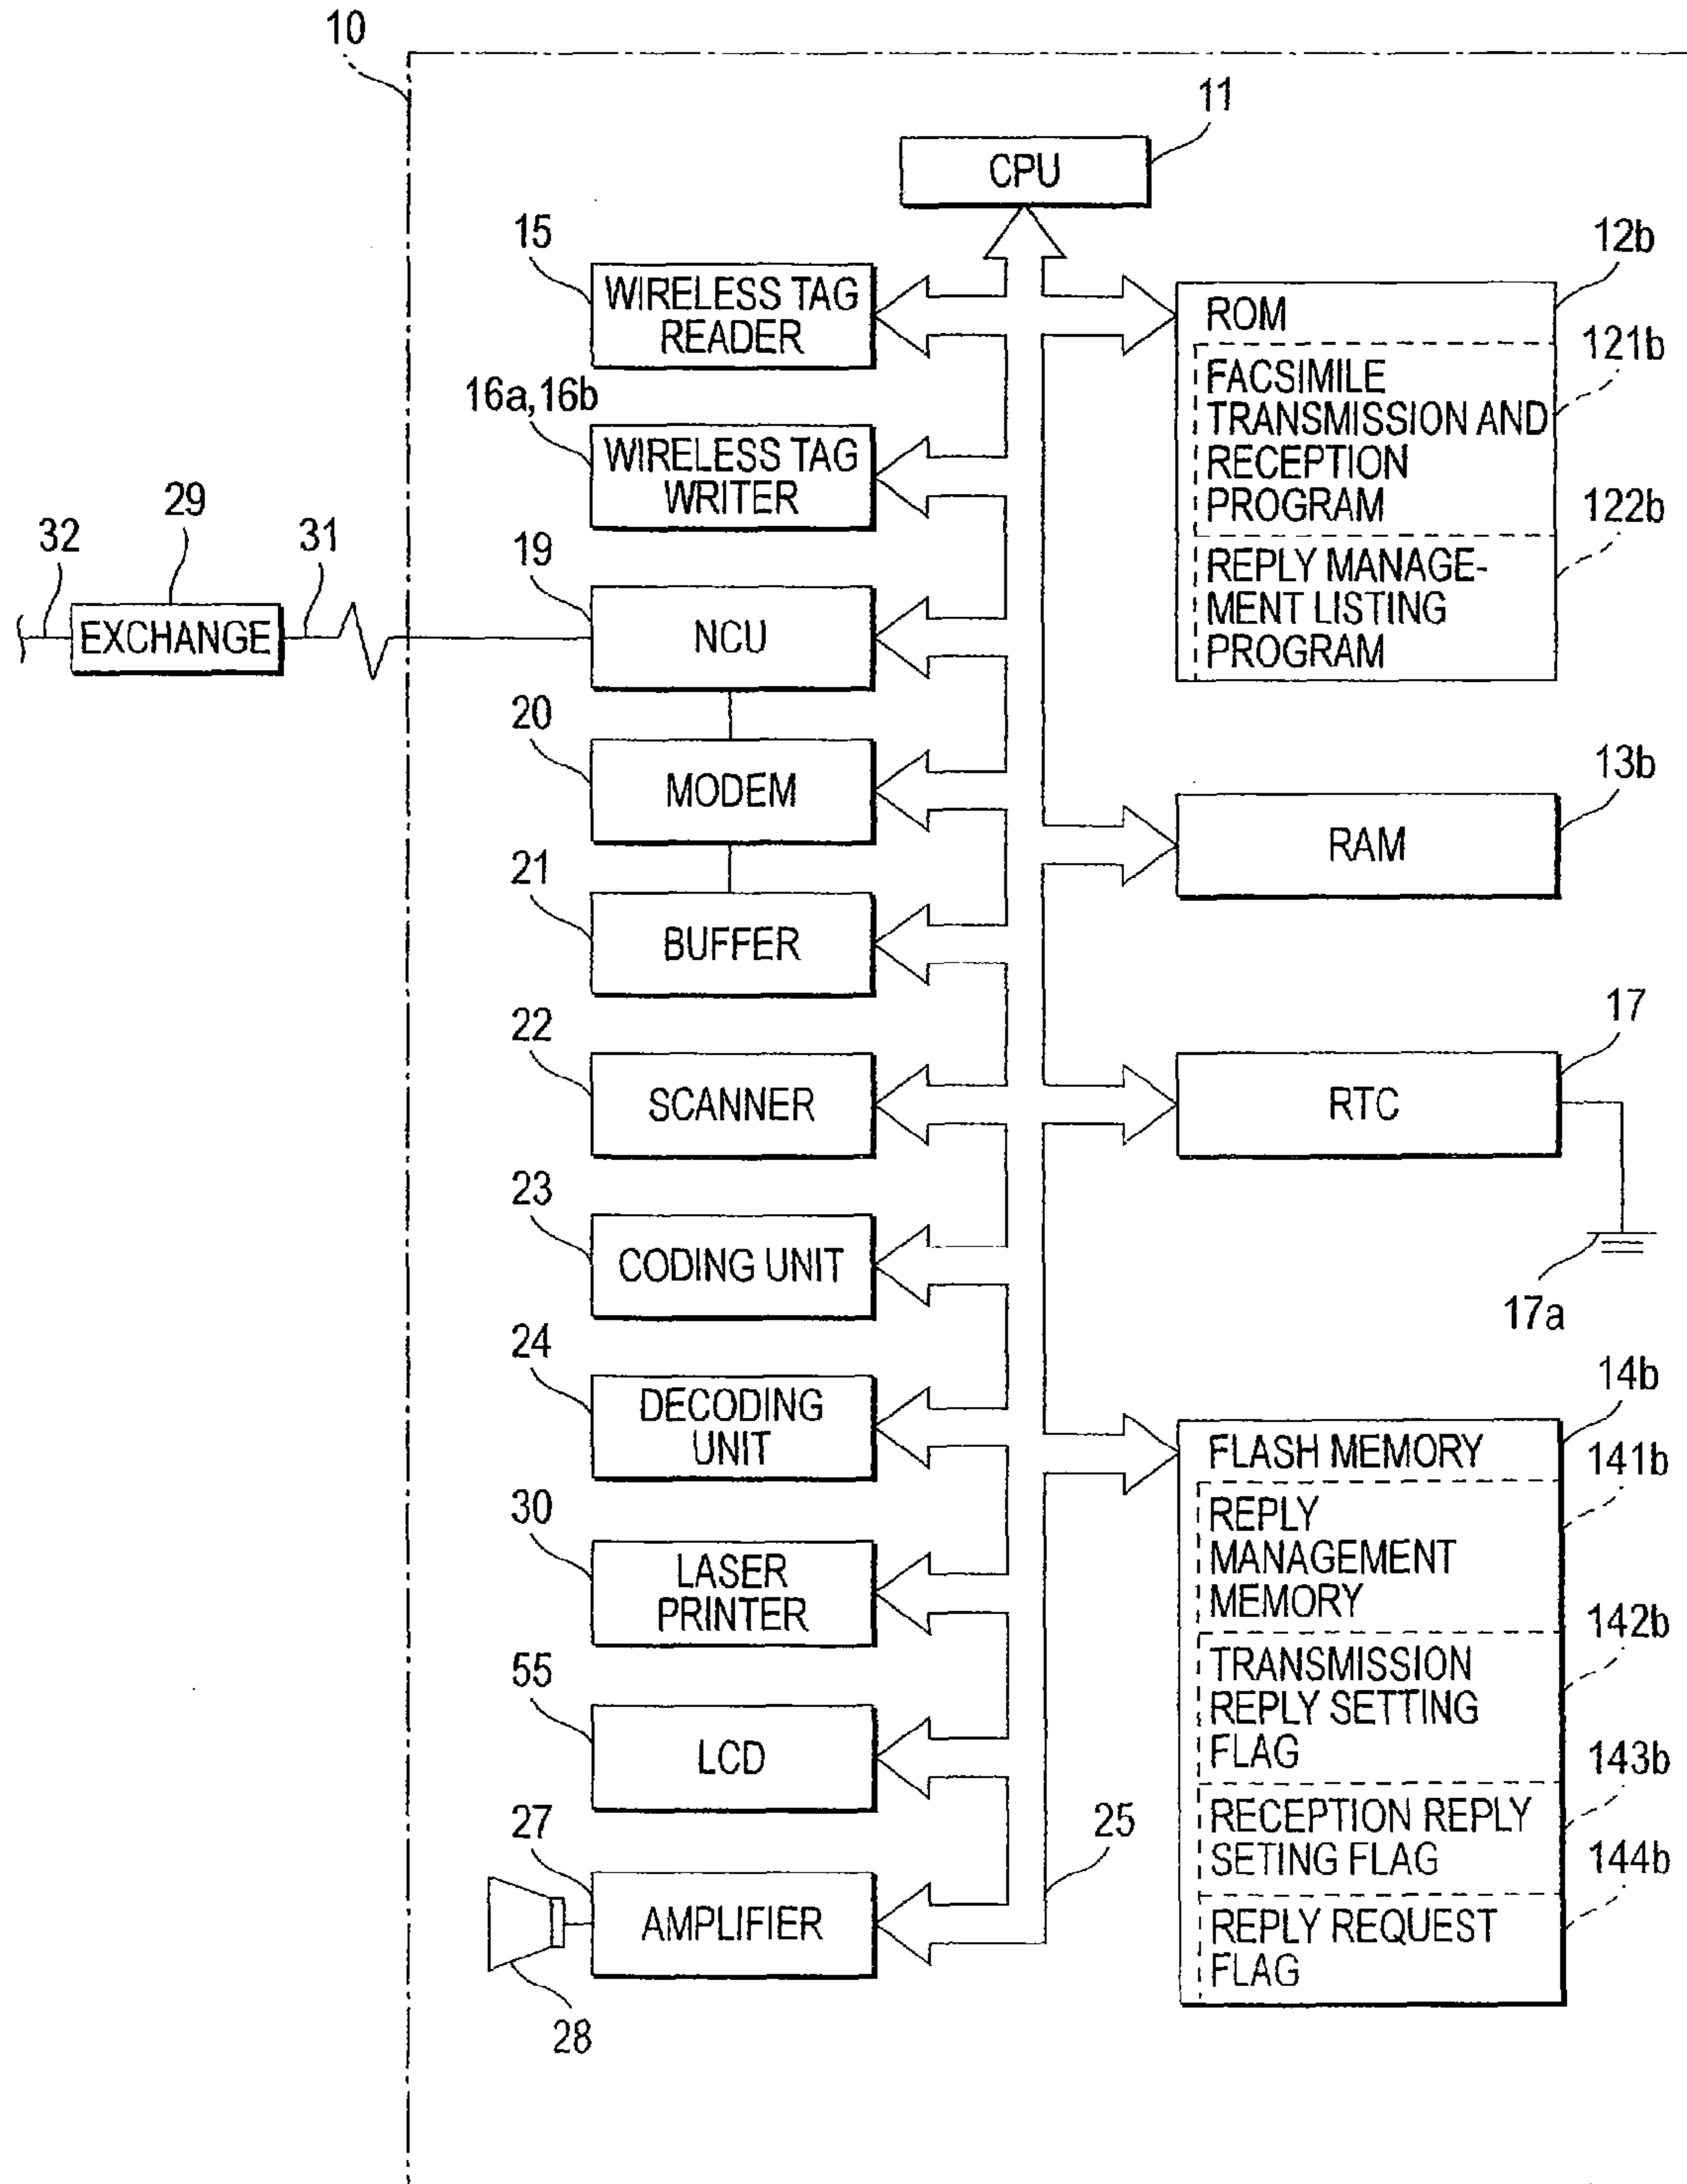 10
11
CPU
15
WIRELESS TAG
READER
12b
ROM
121b
FACSIMILE
TRANSMISSION AND
RECEPTION
PROGRAM
122b
REPLY MANAGE-
MENT LISTING
PROGRAM
16a,16b
WIRELESS TAG
WRITER
32
29
31
EXCHANGE
19
NCU
20
MODEM
13b
RAM
21
BUFFER
22
SCANNER
17
RTC
17a
23
CODING UNIT
24
DECODING
UNIT
14b
FLASH MEMORY
141b
REPLY
MANAGEMENT
MEMORY
142b
TRANSMISSION
REPLY SETTING
FLAG
143b
RECEPTION REPLY
SETING FLAG
144b
REPLY REQUEST
FLAG
30
LASER
PRINTER
55
LCD
25
27
AMPLIFIER
28